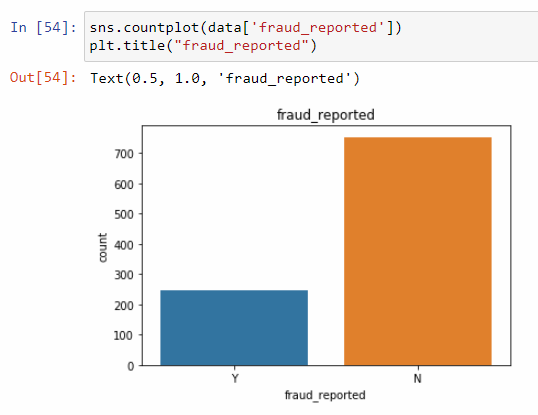 In [54]: sns.countplot(data['fraud_reported'])
plt.title("fraud_reported")
Out[54]: Text(0.5, 1.0, 'fraud_reported')
fraud_reported
700
600
500
400
300
200
100
0
count
Y N
fraud_reported